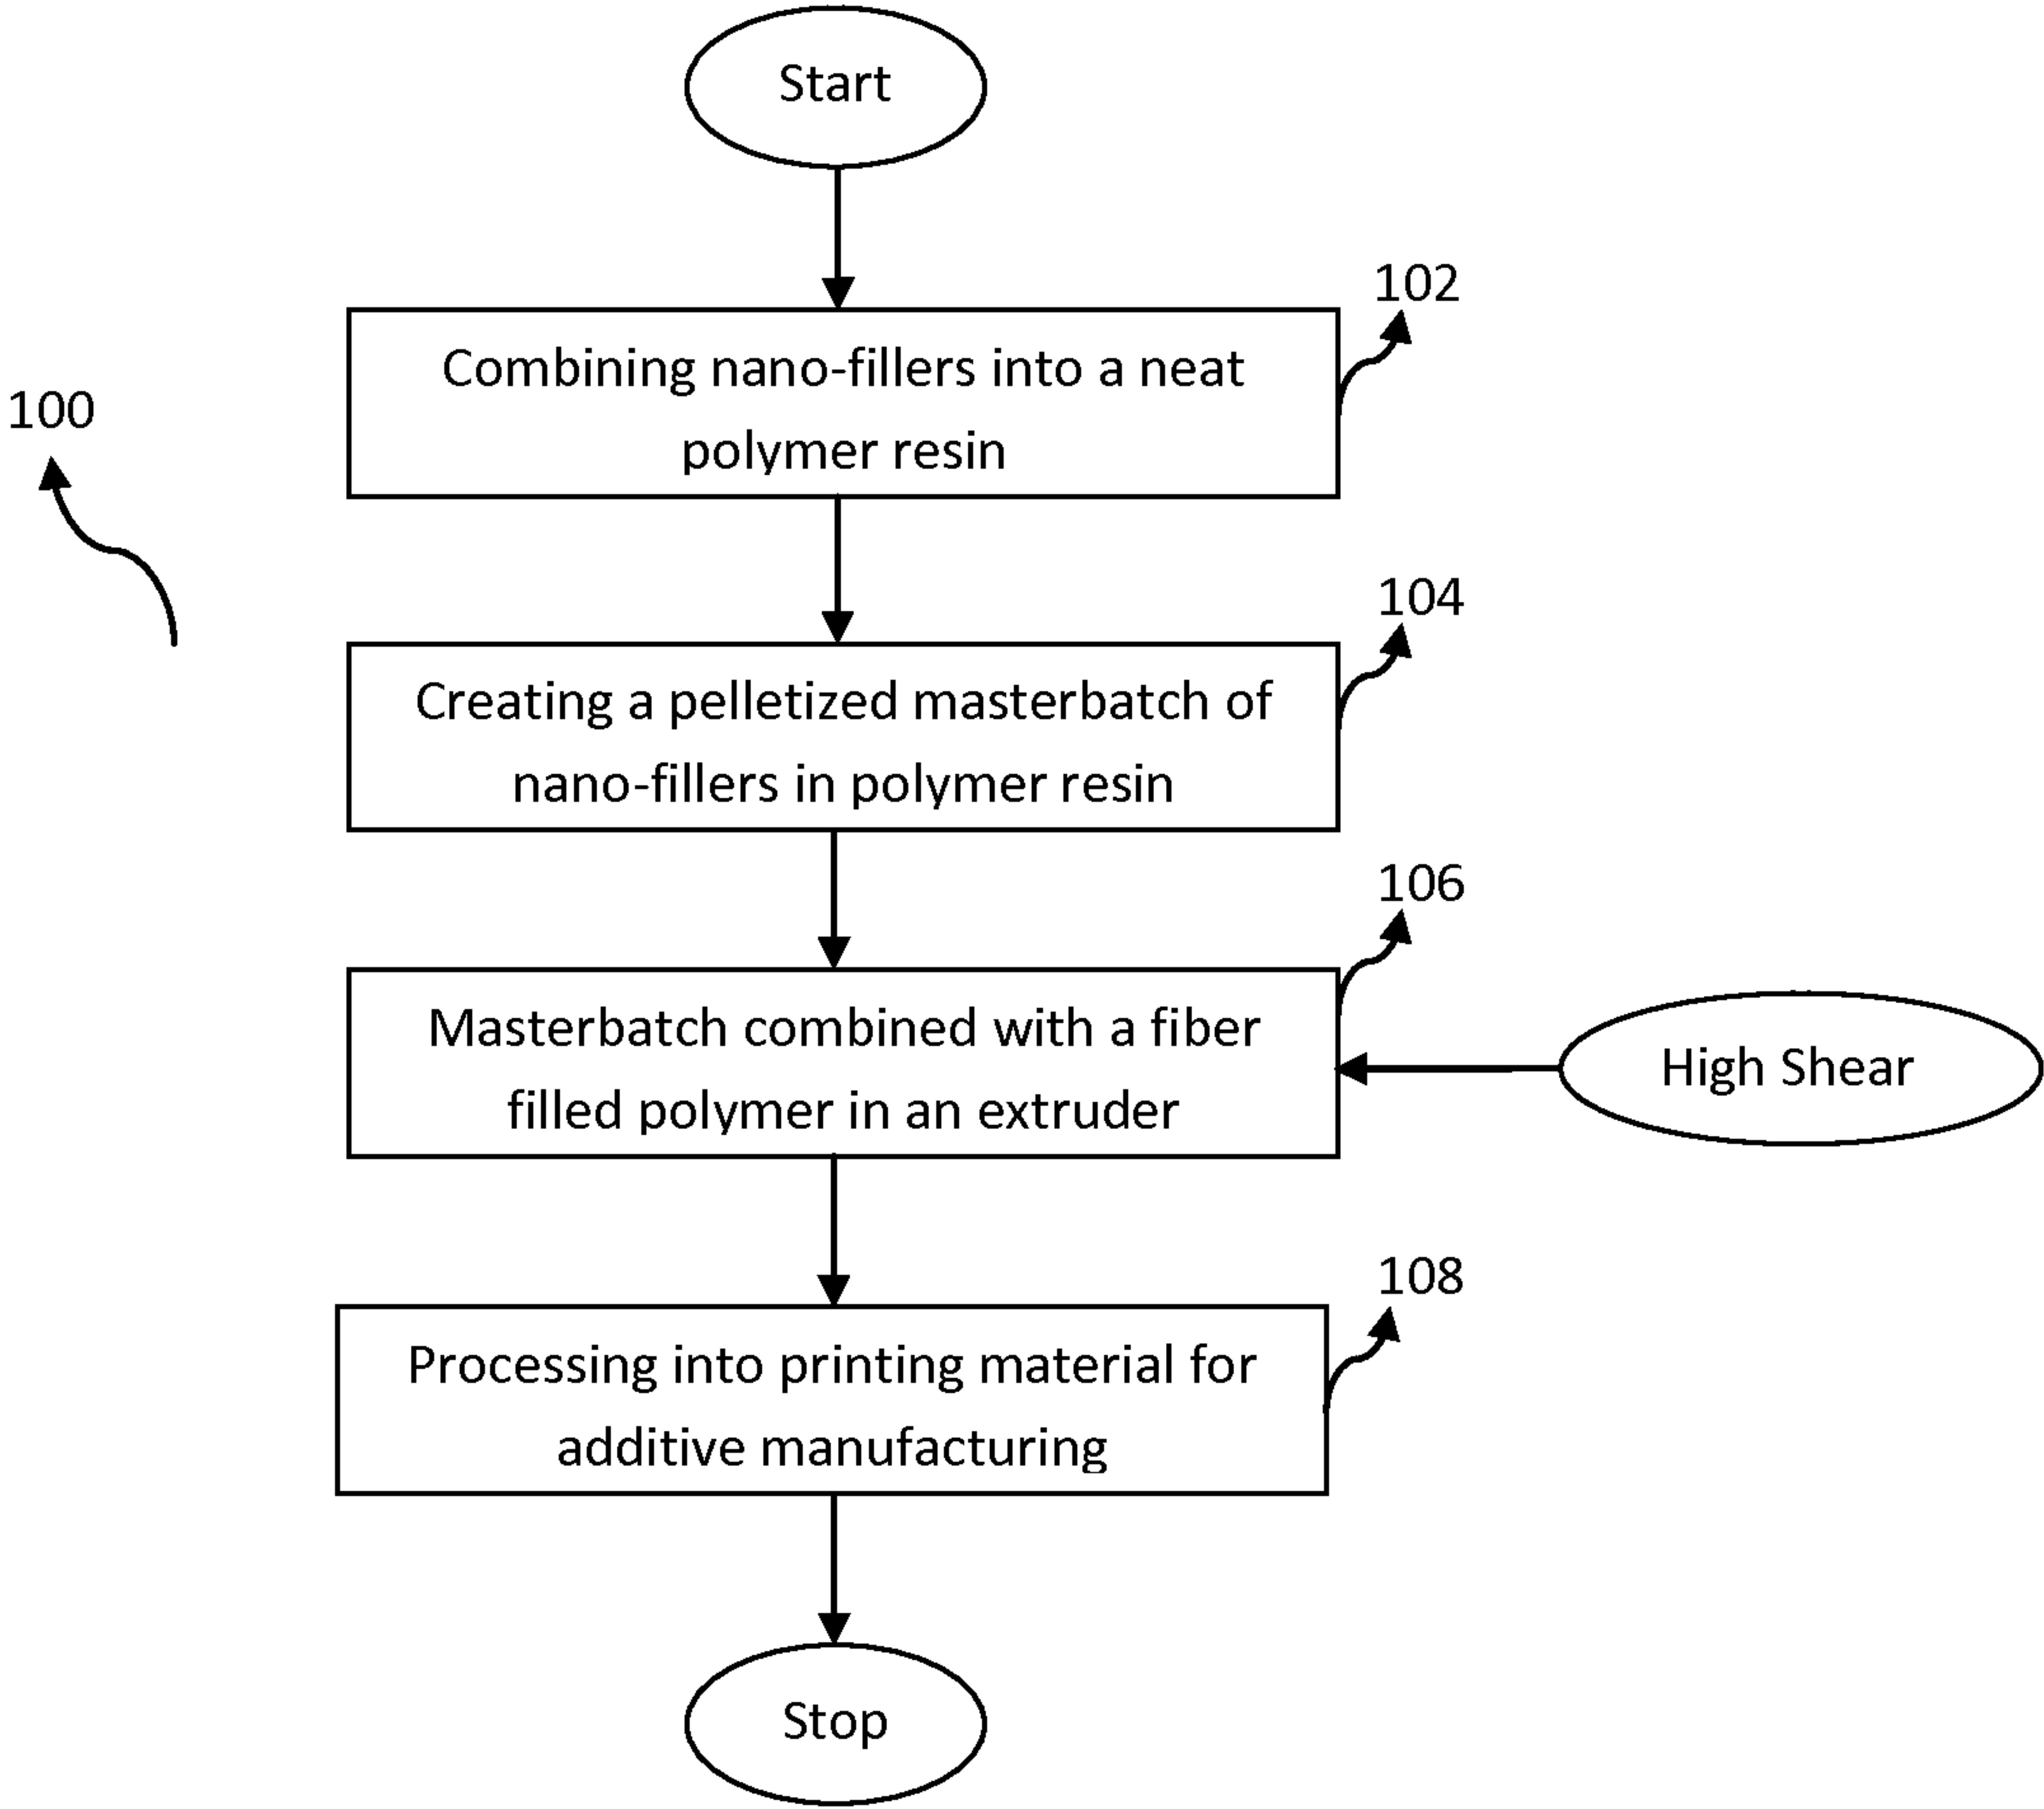 Start
102
Combining nano-fillers into a neat
polymer resin
100
104
Creating a pelletized masterbatch of
nano-fillers in polymer resin
106
Masterbatch combined with a fiber
filled polymer in an extruder
High Shear
108
Processing into printing material for
additive manufacturing
Stop